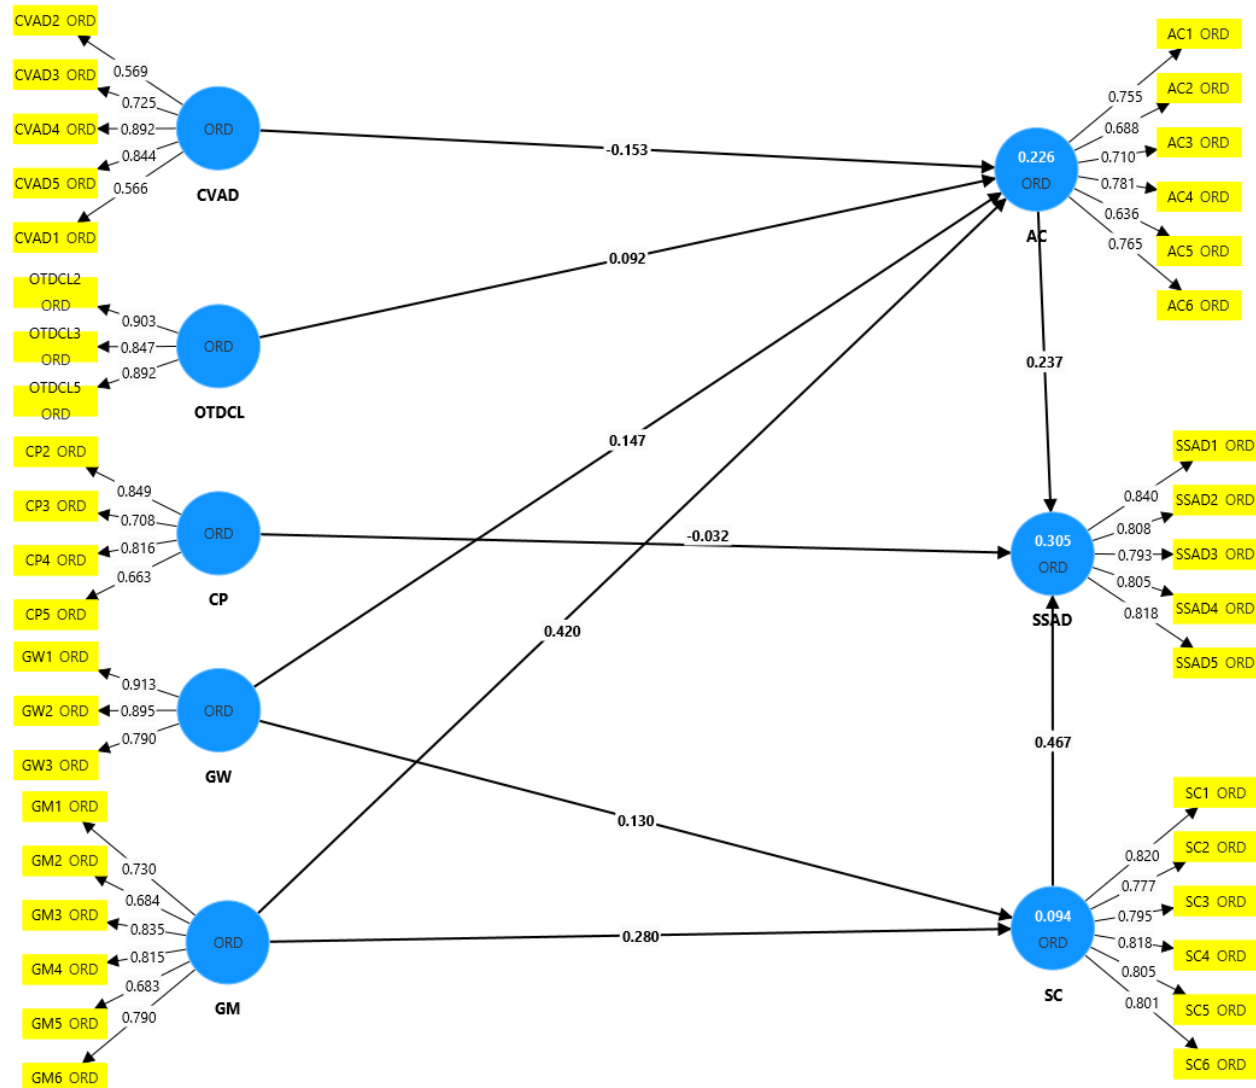 CVAD2 ORD
CVAD3 ORD
CVAD4 ORD
CVAD5 ORD
CVAD1 ORD
0.569
0.725
0.892
0.844
0.566
ORD
CVAD
OTDCL2
ORD
OTDCL3
ORD
OTDCL5
ORD
0.903
0.847
0.892
ORD
OTDCL
CP2 ORD
CP3 ORD
CP4 ORD
CP5 ORD
0.849
0.708
0.816
0.663
ORD
CP
GW1 ORD
GW2 ORD
GW3 ORD
0.913
0.895
0.790
ORD
GW
GM1 ORD
GM2 ORD
GM3 ORD
GM4 ORD
GM5 ORD
GM6 ORD
0.730
0.684
0.835
0.815
0.683
0.790
ORD
GM
-0.153
0.092
0.147
-0.032
0.420
0.130
0.280
0.226
ORD
AC
0.755
0.688
0.710
0.781
0.636
0.765
AC1 ORD
AC2 ORD
AC3 ORD
AC4 ORD
AC5 ORD
AC6 ORD
0.237
0.305
ORD
SSAD
0.840
0.808
0.793
0.805
0.818
SSAD1 ORD
SSAD2 ORD
SSAD3 ORD
SSAD4 ORD
SSAD5 ORD
0.467
0.094
ORD
SC
0.820
0.777
0.795
0.818
0.805
0.801
SC1 ORD
SC2 ORD
SC3 ORD
SC4 ORD
SC5 ORD
SC6 ORD